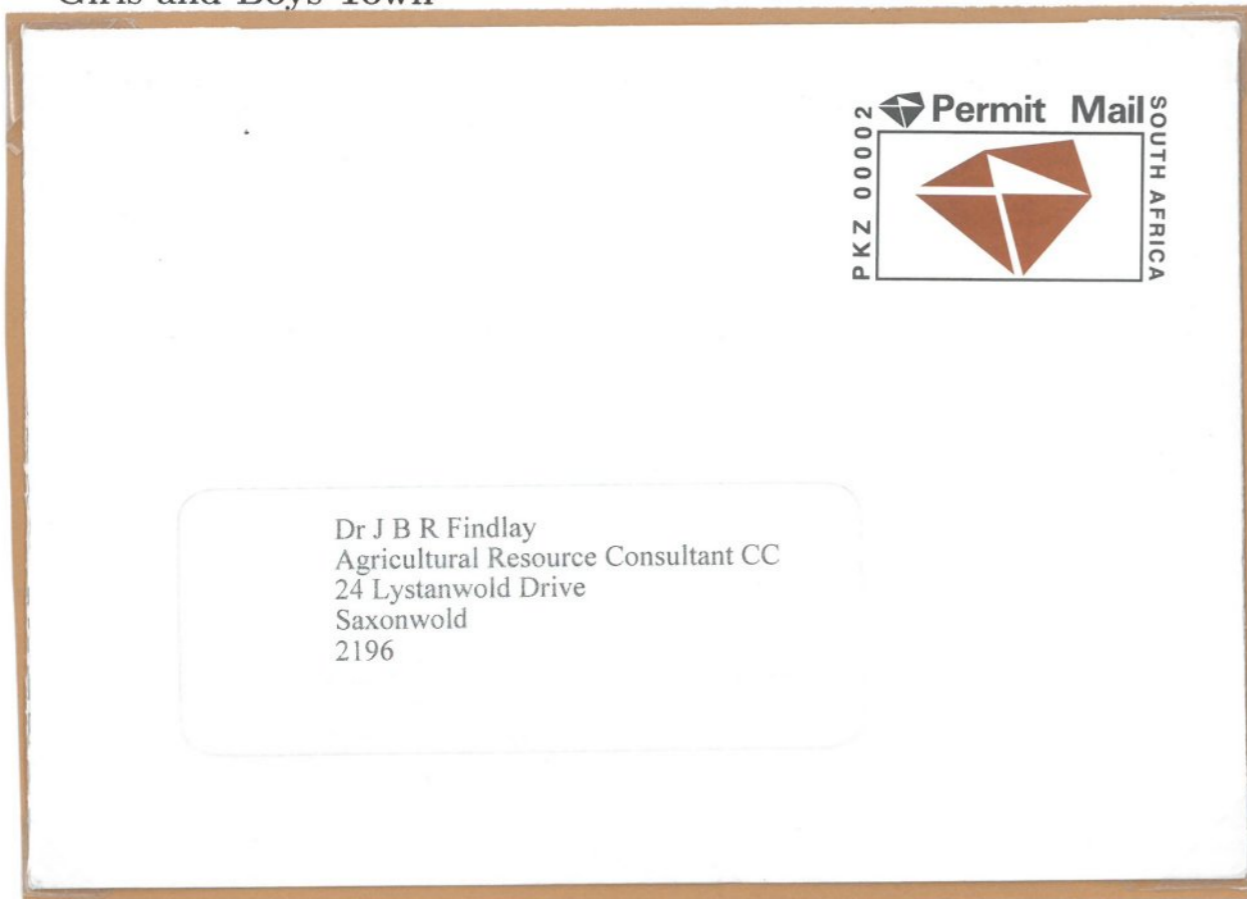 Girls and Boys Town
Permit Mail
PKZ 00002
SOUTH AFRICA
Dr J B R Findlay
Agricultural Resource Consultant CC
24 Lystanwold Drive
Saxonwold
2196